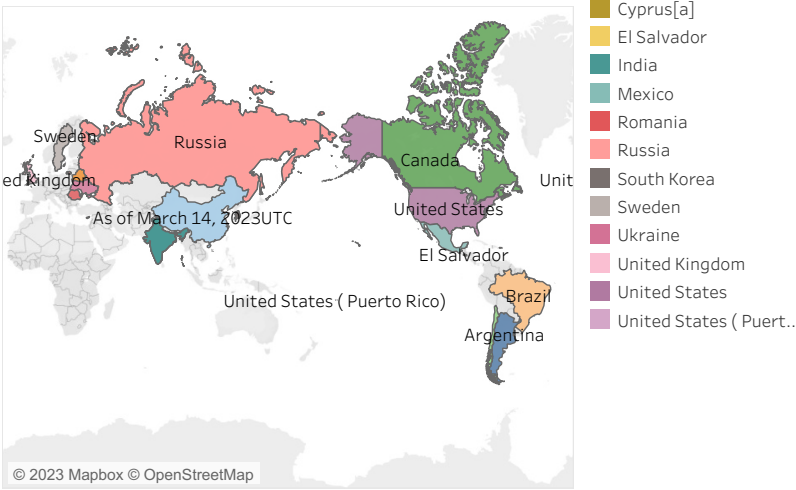 Sweden
Russia
Canada
ed Kingdom
Unit
As of March 14, 2023UTC
United States
El Salvador
United States ( Puerto Rico)
Brazil
Argentina
© 2023 Mapbox © OpenStreetMap
Cyprus[a]
El Salvador
India
Mexico
Romania
Russia
South Korea
Sweden
Ukraine
United Kingdom
United States
United States ( Puert..